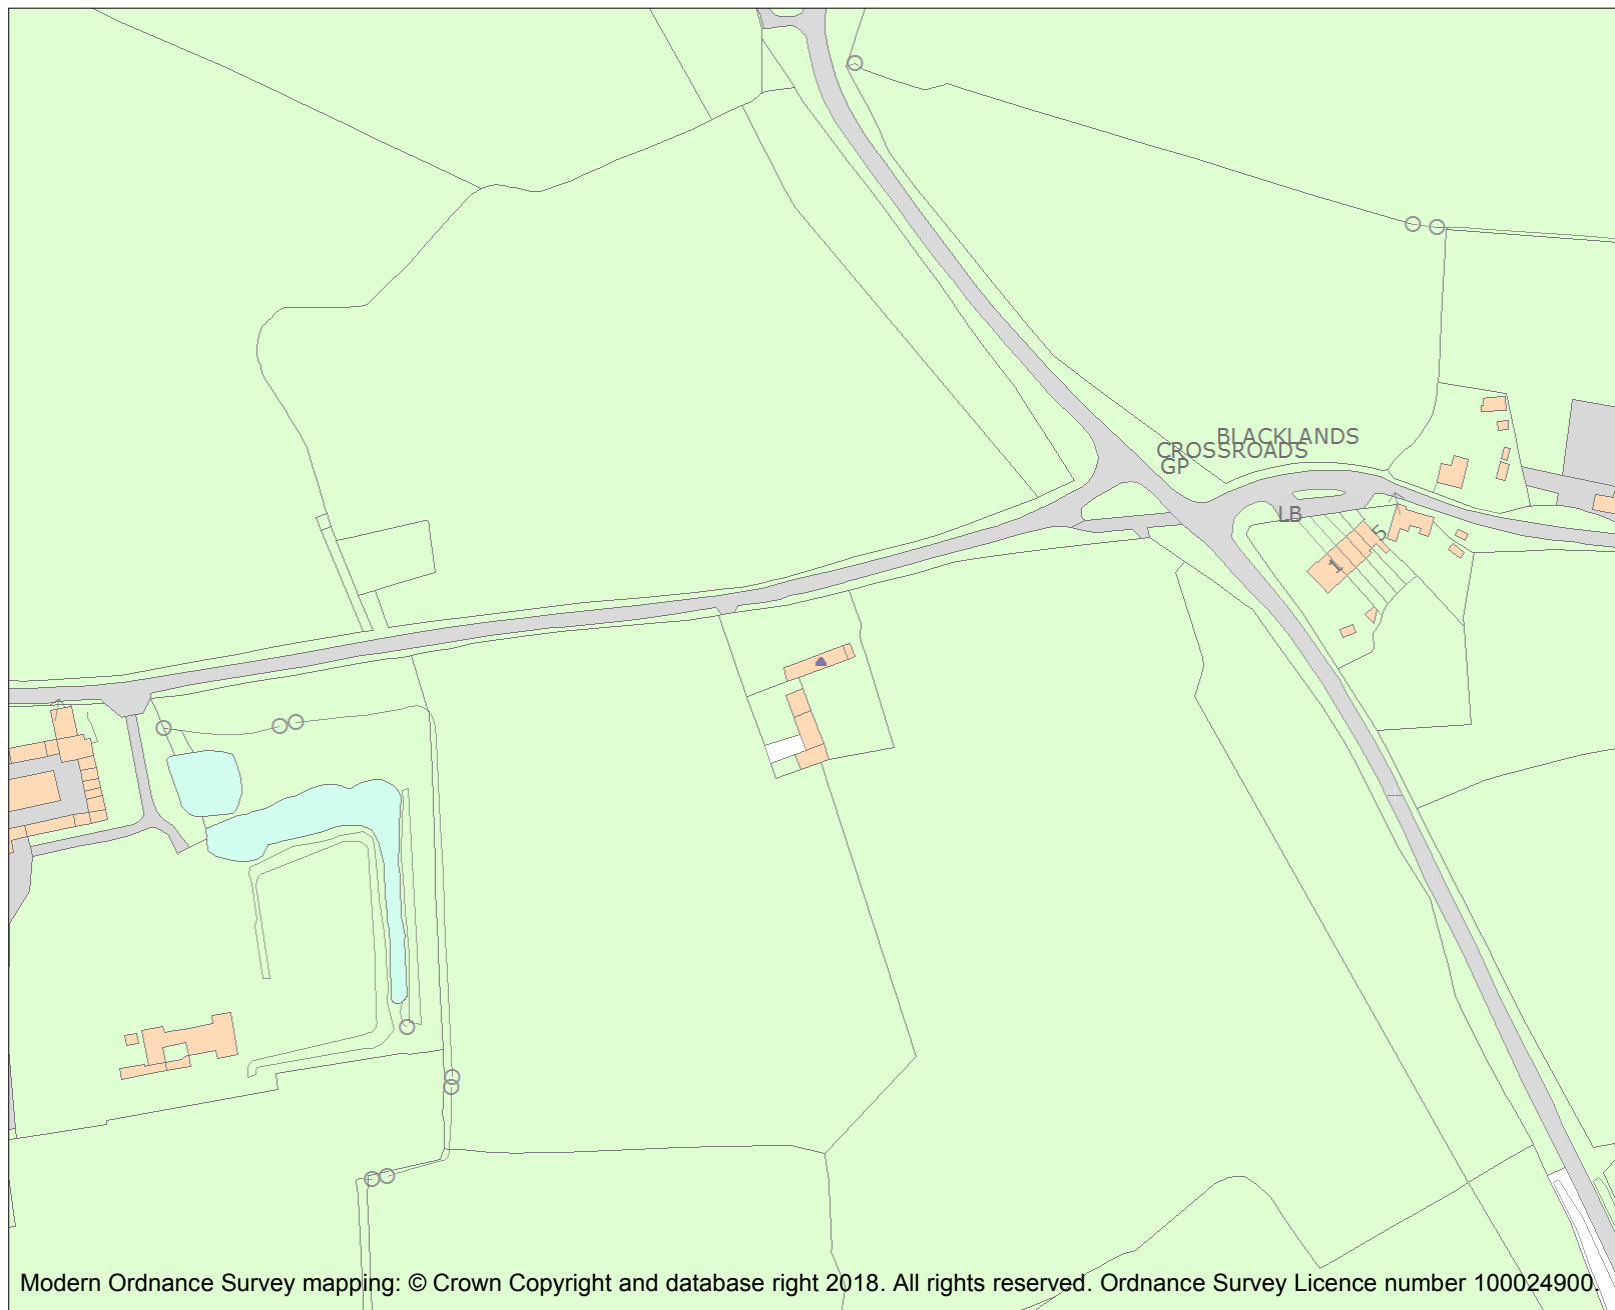 BLACKLANDS
CROSSROADS
GP
LB
5
1
Modern Ordnance Survey mapping: © Crown Copyright and database right 2018. All rights reserved. Ordnance Survey Licence number 100024900.